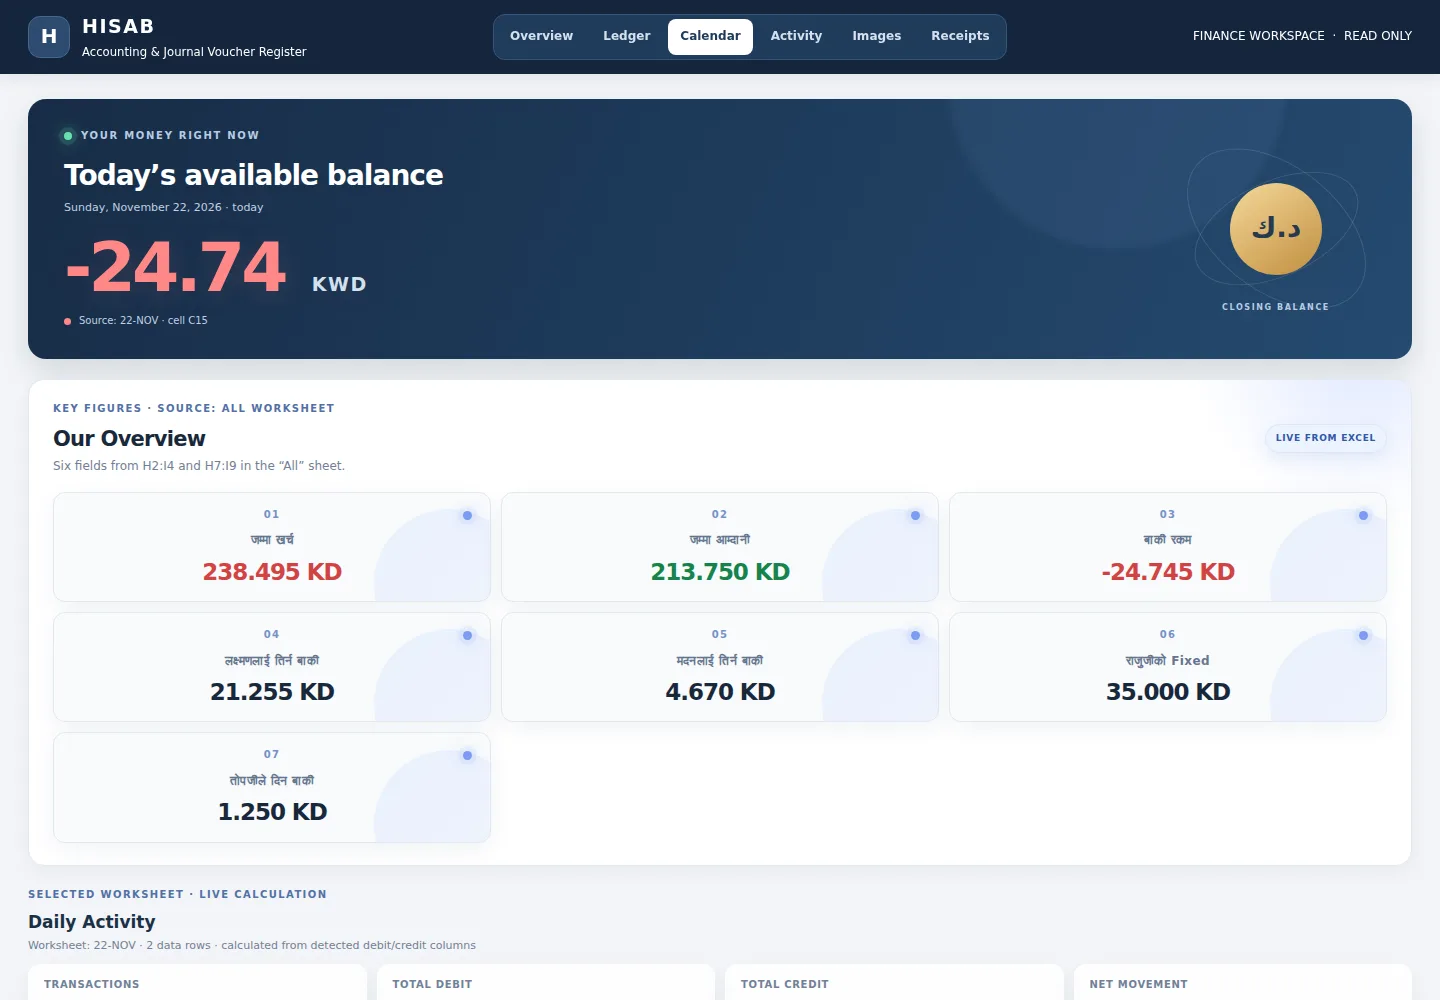 H
HISAB
Accounting & Journal Voucher Register
Overview
Ledger
Calendar
Activity
Images
Receipts
FINANCE WORKSPACE · READ ONLY
YOUR MONEY RIGHT NOW
Today’s available balance
Sunday, November 22, 2026 · today
-24.74 KWD
Source: 22-NOV · cell C15
د.ك
CLOSING BALANCE
KEY FIGURES · SOURCE: ALL WORKSHEET
Our Overview
Six fields from H2:I4 and H7:I9 in the “All” sheet.
LIVE FROM EXCEL
01
जम्मा खर्च
238.495 KD
02
जम्मा आम्दानी
213.750 KD
03
बाकी रकम
-24.745 KD
04
लक्ष्मणलाई तिर्न बाकी
21.255 KD
05
मदनलाई तिर्न बाकी
4.670 KD
06
राजुजीको Fixed
35.000 KD
07
तोपजीले दिन बाकी
1.250 KD
SELECTED WORKSHEET · LIVE CALCULATION
Daily Activity
Worksheet: 22-NOV · 2 data rows · calculated from detected debit/credit columns
TRANSACTIONS
TOTAL DEBIT
TOTAL CREDIT
NET MOVEMENT